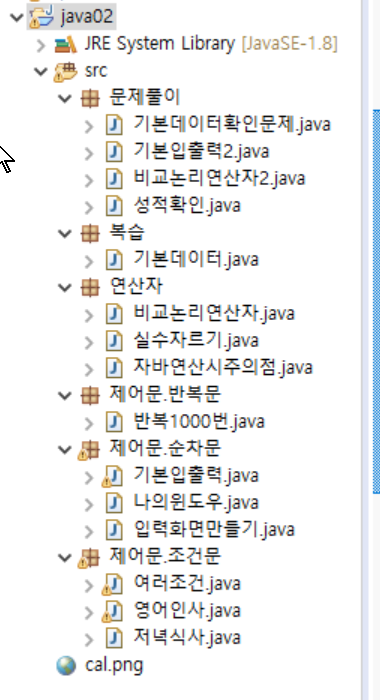 java02
JRE System Library [JavaSE-1.8]
src
문제풀이
기본데이터확인문제.java
기본입출력2.java
비교논리연산자2.java
성적확인.java
복습
기본데이터.java
연산자
비교논리연산자.java
실수자르기.java
자바연산시주의점.java
제어문.반복문
반복1000번.java
제어문.순차문
기본입출력.java
나의윈도우.java
입력화면만들기.java
제어문.조건문
여러조건.java
영어인사.java
저녁식사.java
cal.png